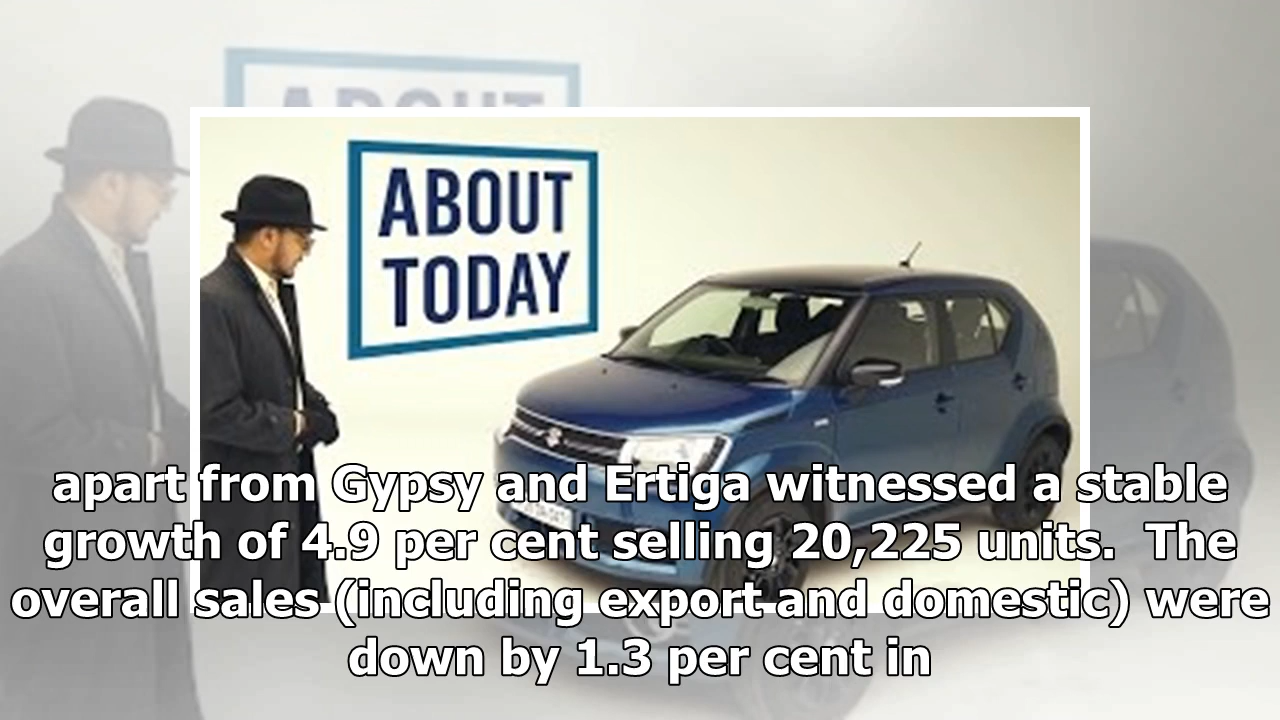 ABOUT
TODAY
apart from Gypsy and Ertiga witnessed a stable
growth of 4.9 per cent selling 20,225 units.  The
overall sales (including export and domestic) were
down by 1.3 per cent in